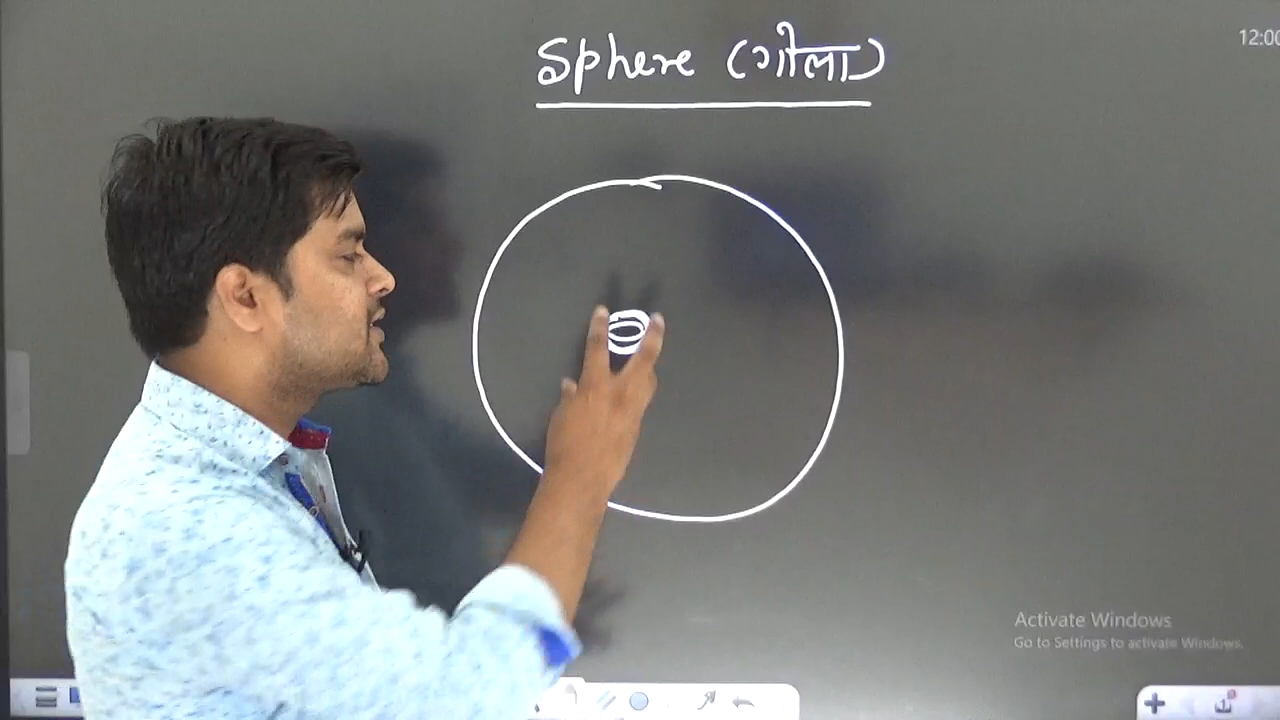 12:00
Sphere (गोला)
Activate Windows
Go to Settings to activate Windows.